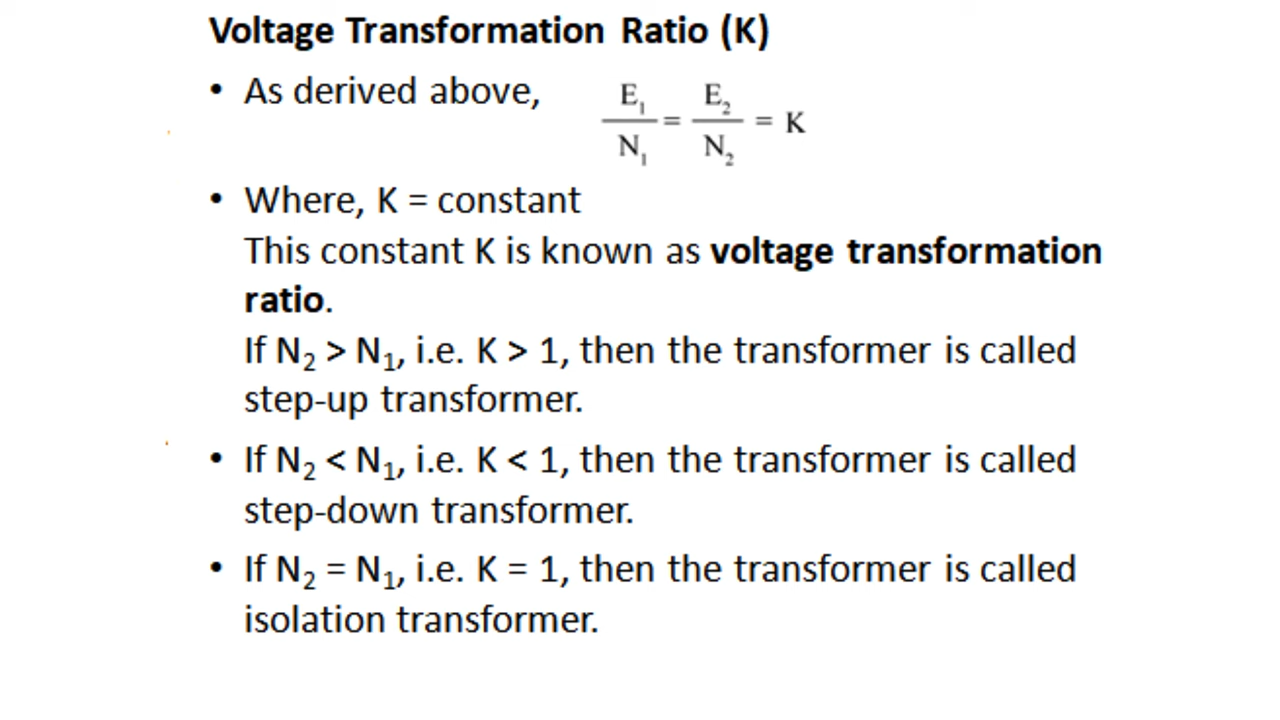 Voltage Transformation Ratio (K)
• As derived above, E₁/N₁ = E₂/N₂ = K
• Where, K = constant
This constant K is known as voltage transformation
ratio.
If N₂ > N₁, i.e. K > 1, then the transformer is called
step-up transformer.
• If N₂ < N₁, i.e. K < 1, then the transformer is called
step-down transformer.
• If N₂ = N₁, i.e. K = 1, then the transformer is called
isolation transformer.